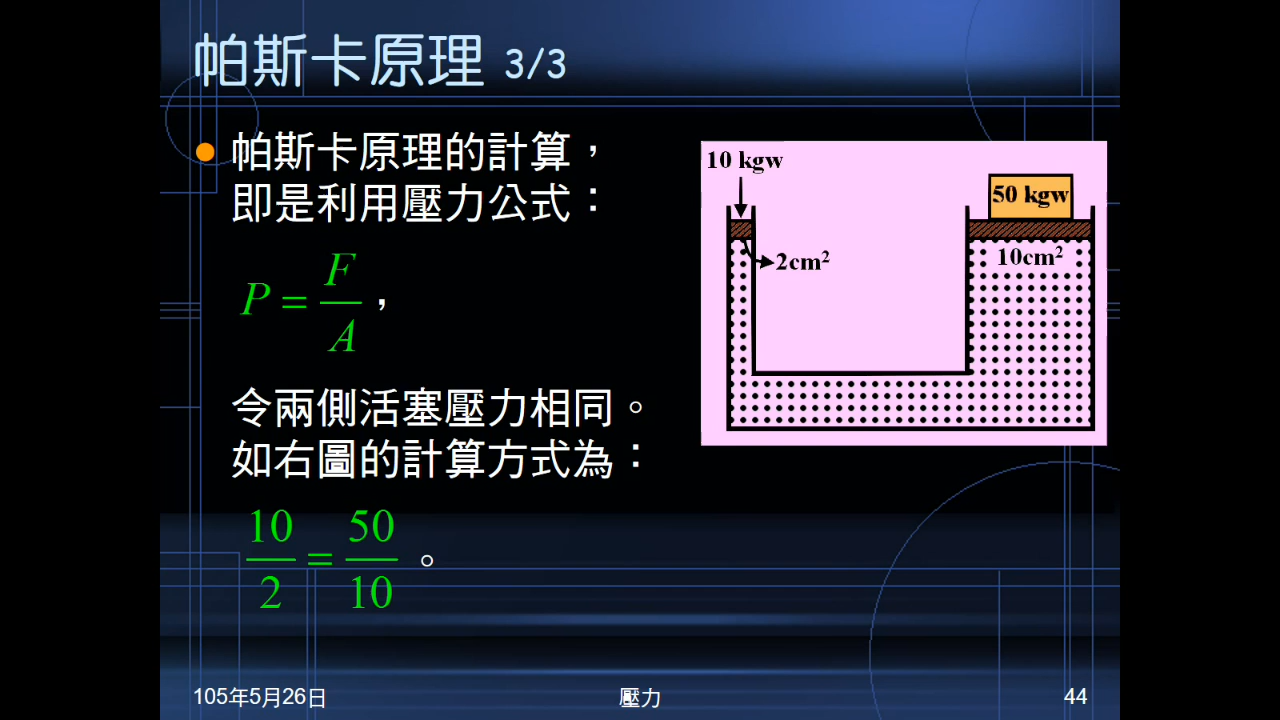 帕斯卡原理 3/3
帕斯卡原理的計算，
即是利用壓力公式：
P = F/A ，
令兩側活塞壓力相同。
如右圖的計算方式為：
10/2 = 50/10 。
10 kgw
50 kgw
2cm²
10cm²
105年5月26日
壓力
44